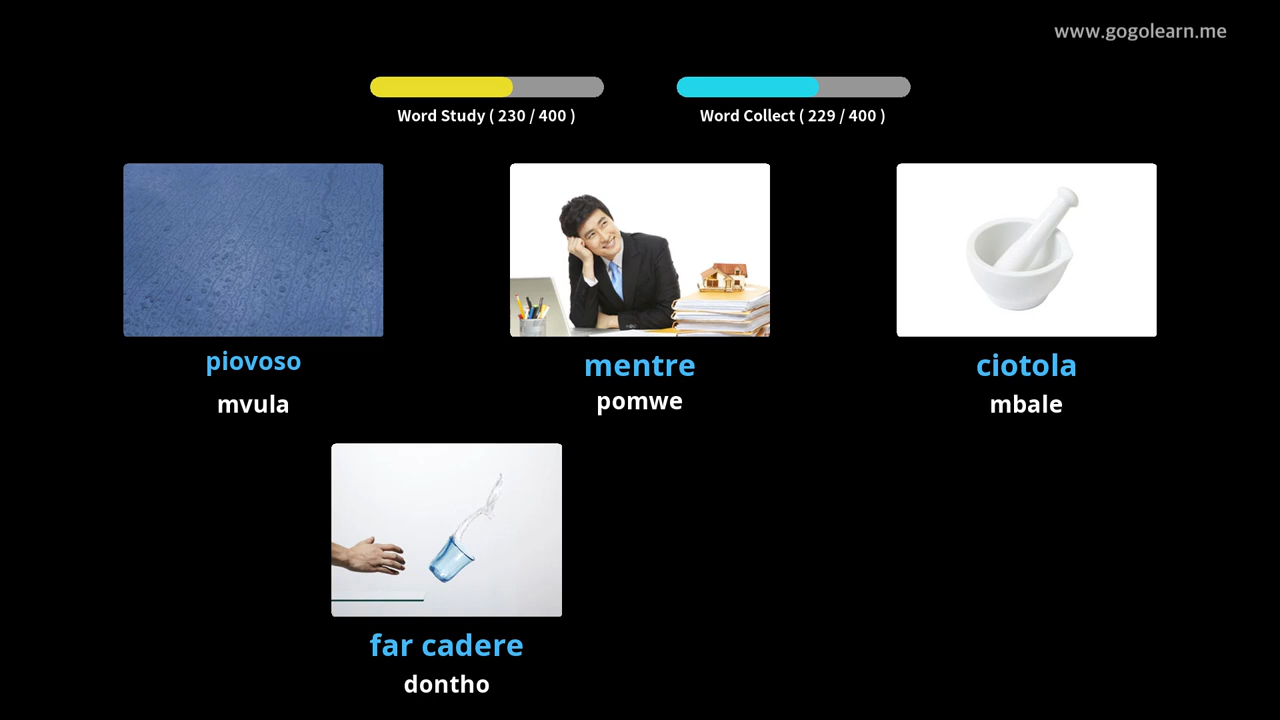 www.gogolearn.me
Word Study ( 230 / 400 )
Word Collect ( 229 / 400 )
piovoso
mvula
mentre
pomwe
ciotola
mbale
far cadere
dontho